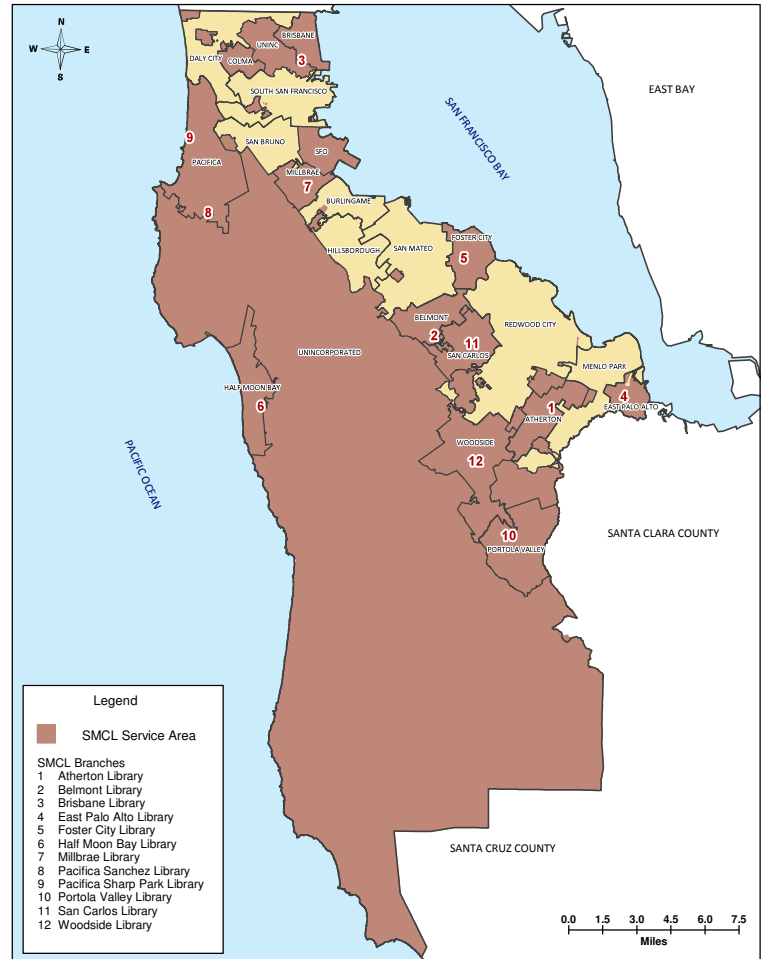 N
W E
S
BRISBANE
UNINC
3
DALY CITY
COLMA
EAST BAY
SOUTH SAN FRANCISCO
SAN FRANCISCO BAY
9
SAN BRUNO
SFO
PACIFICA
MILLBRAE
7
BURLINGAME
8
FOSTER CITY
HILLSBOROUGH
SAN MATEO
5
BELMONT
REDWOOD CITY
2
11
UNINCORPORATED
SAN CARLOS
MENLO PARK
HALF MOON BAY
6
4
1
EAST PALO ALTO
ATHERTON
WOODSIDE
12
PACIFIC OCEAN
10
SANTA CLARA COUNTY
PORTOLA VALLEY
Legend
SMCL Service Area
SMCL Branches
1 Atherton Library
2 Belmont Library
3 Brisbane Library
4 East Palo Alto Library
5 Foster City Library
6 Half Moon Bay Library
7 Millbrae Library
8 Pacifica Sanchez Library
9 Pacifica Sharp Park Library
10 Portola Valley Library
11 San Carlos Library
12 Woodside Library
SANTA CRUZ COUNTY
0.0 1.5 3.0 4.5 6.0 7.5
Miles